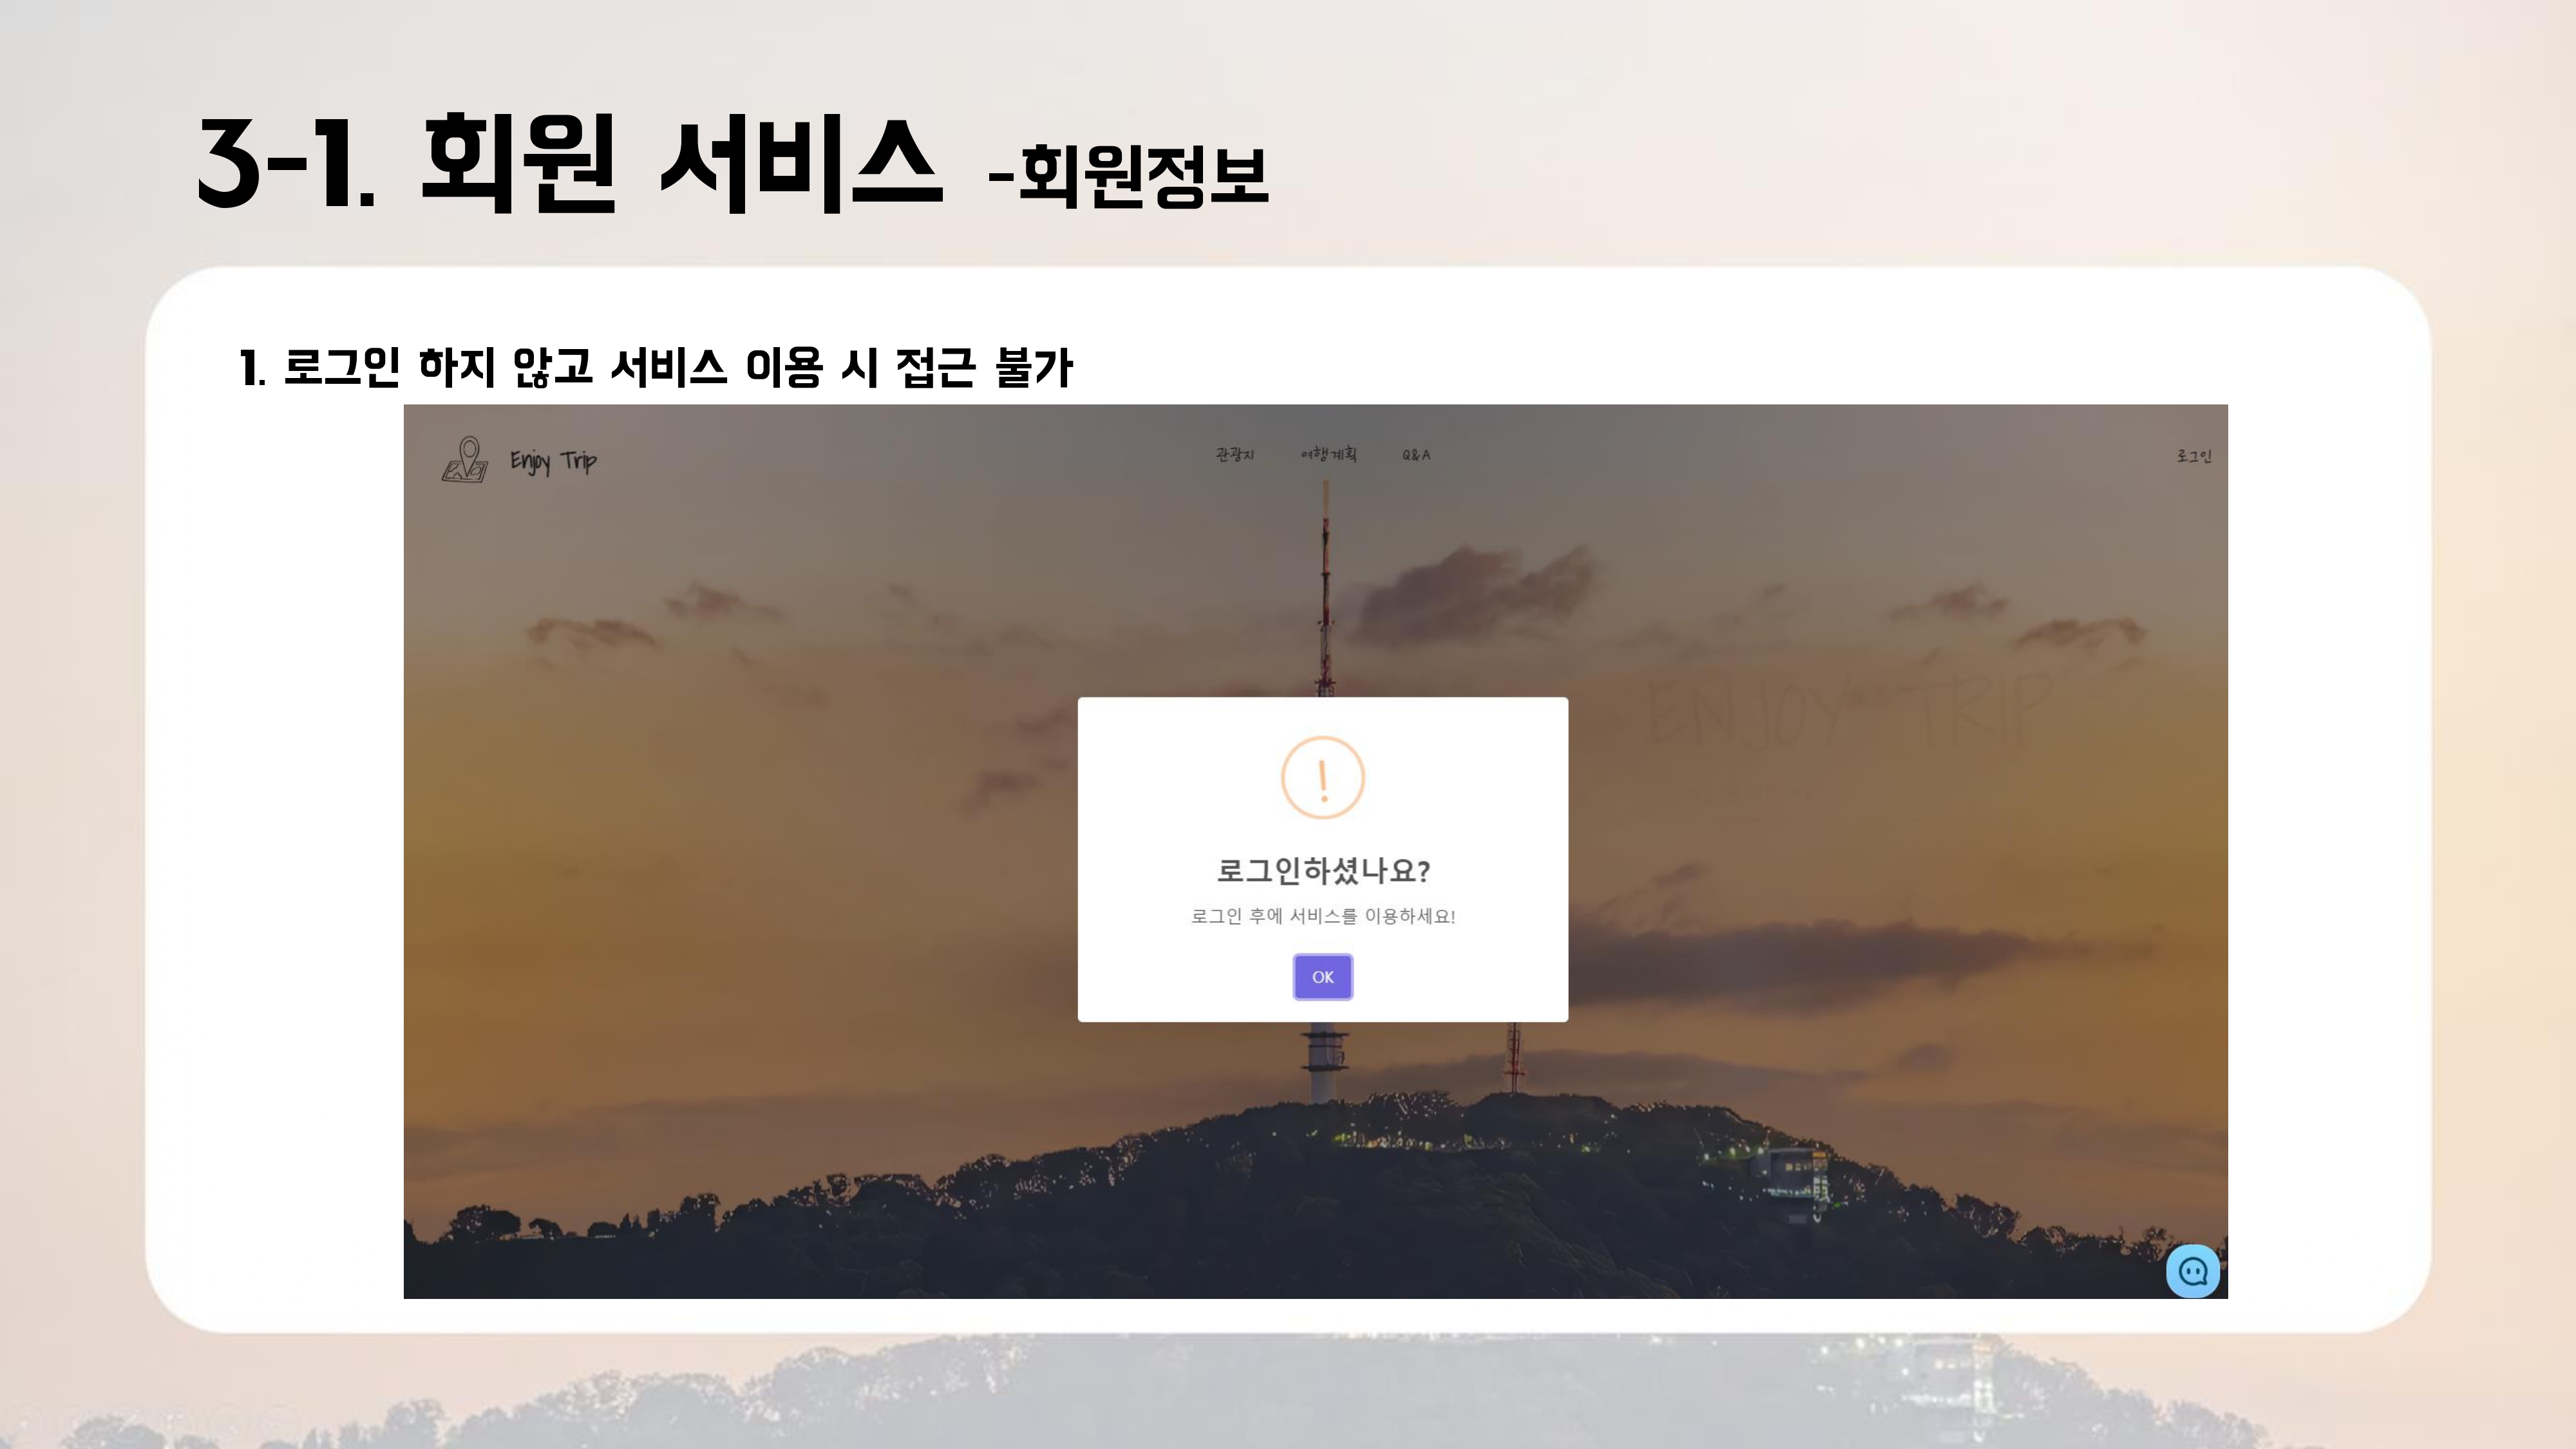 3-1. 회원 서비스 -회원정보
1. 로그인 하지 않고 서비스 이용 시 접근 불가
Enjoy Trip
관광지 여행계획 Q&A
로그인
ENJOY TRIP
!
로그인하셨나요?
로그인 후에 서비스를 이용하세요!
OK